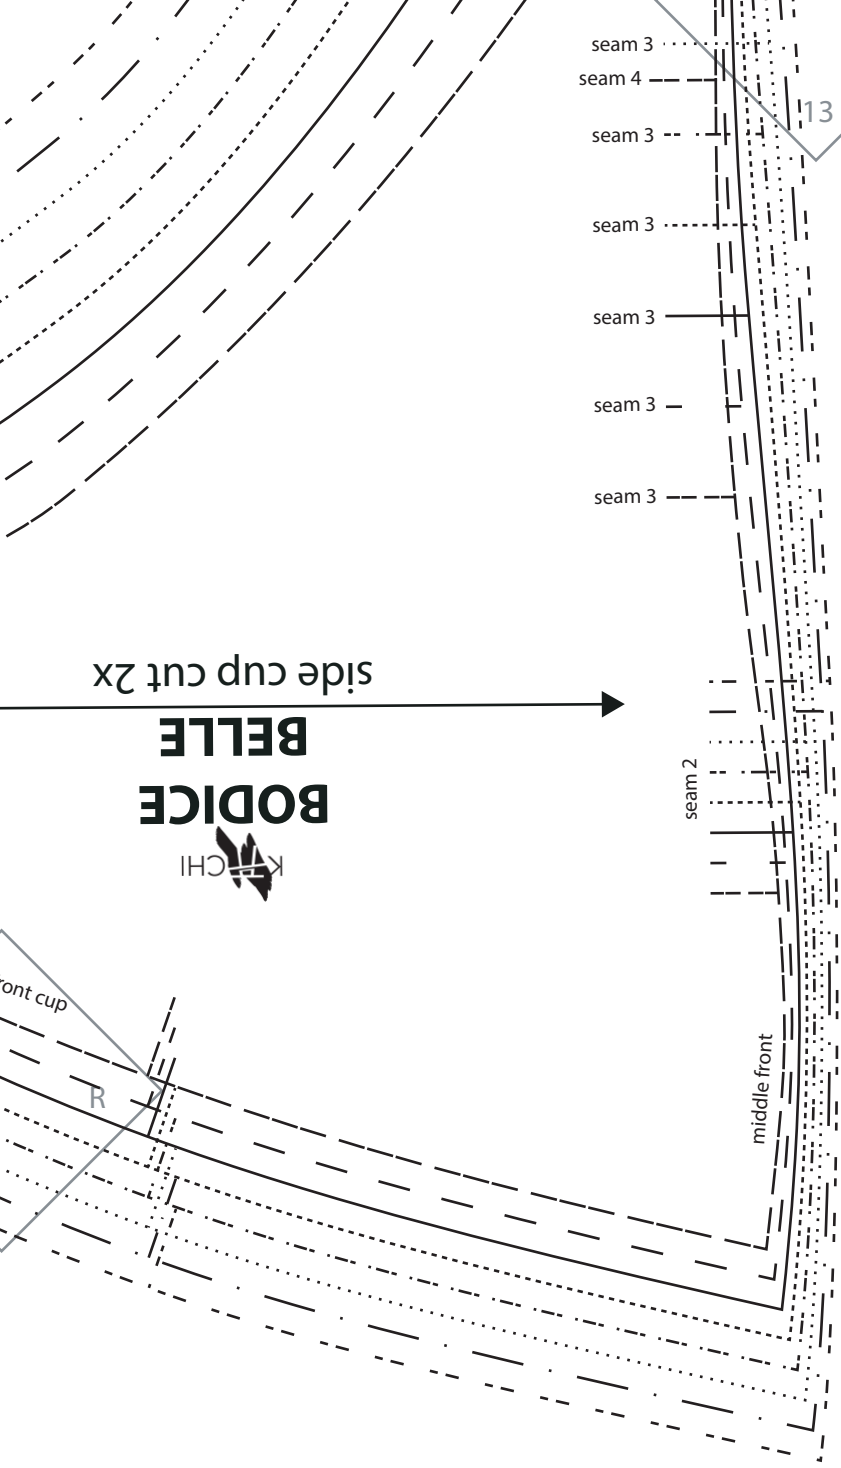 seam 3
seam 4
13
seam 3
seam 3
seam 3
seam 3
seam 3
side cup cut 2x
BELLE
BODICE
KATCHI
seam 2
ront cup
R
middle front